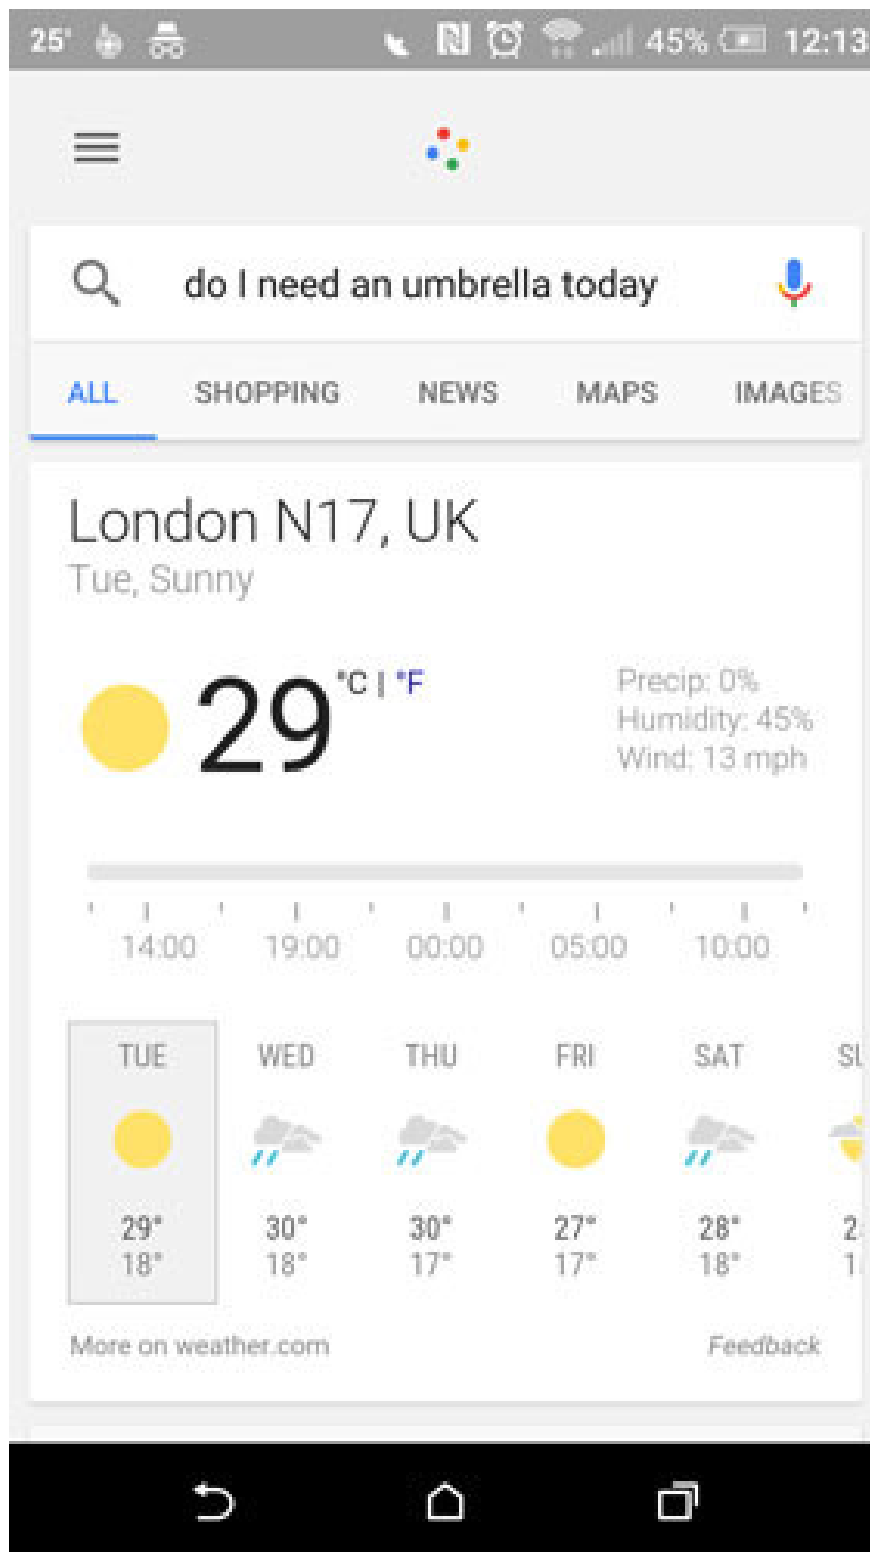 25° 45% 12:13
do I need an umbrella today
ALL SHOPPING NEWS MAPS IMAGES
London N17, UK
Tue, Sunny
29 °C | °F
Precip: 0%
Humidity: 45%
Wind: 13 mph
14:00 19:00 00:00 05:00 10:00
TUE WED THU FRI SAT
29° 30° 30° 27° 28°
18° 18° 17° 17° 18°
More on weather.com Feedback